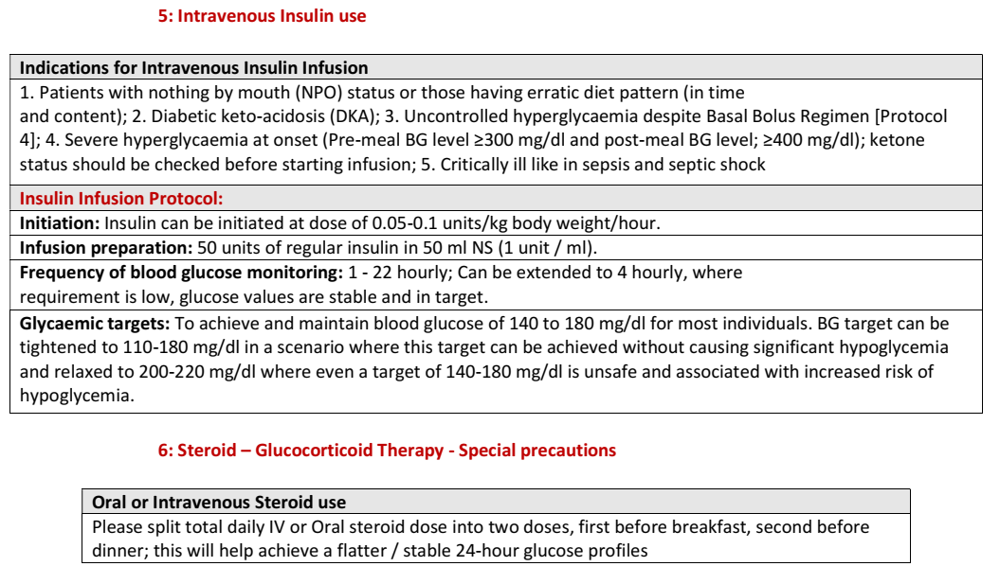 5: Intravenous Insulin use
Indications for Intravenous Insulin Infusion
1. Patients with nothing by mouth (NPO) status or those having erratic diet pattern (in time
and content); 2. Diabetic keto-acidosis (DKA); 3. Uncontrolled hyperglycaemia despite Basal Bolus Regimen [Protocol
4]; 4. Severe hyperglycaemia at onset (Pre-meal BG level ≥300 mg/dl and post-meal BG level; ≥400 mg/dl); ketone
status should be checked before starting infusion; 5. Critically ill like in sepsis and septic shock
Insulin Infusion Protocol:
Initiation: Insulin can be initiated at dose of 0.05-0.1 units/kg body weight/hour.
Infusion preparation: 50 units of regular insulin in 50 ml NS (1 unit / ml).
Frequency of blood glucose monitoring: 1 - 22 hourly; Can be extended to 4 hourly, where
requirement is low, glucose values are stable and in target.
Glycaemic targets: To achieve and maintain blood glucose of 140 to 180 mg/dl for most individuals. BG target can be
tightened to 110-180 mg/dl in a scenario where this target can be achieved without causing significant hypoglycemia
and relaxed to 200-220 mg/dl where even a target of 140-180 mg/dl is unsafe and associated with increased risk of
hypoglycemia.
6: Steroid – Glucocorticoid Therapy - Special precautions
Oral or Intravenous Steroid use
Please split total daily IV or Oral steroid dose into two doses, first before breakfast, second before
dinner; this will help achieve a flatter / stable 24-hour glucose profiles